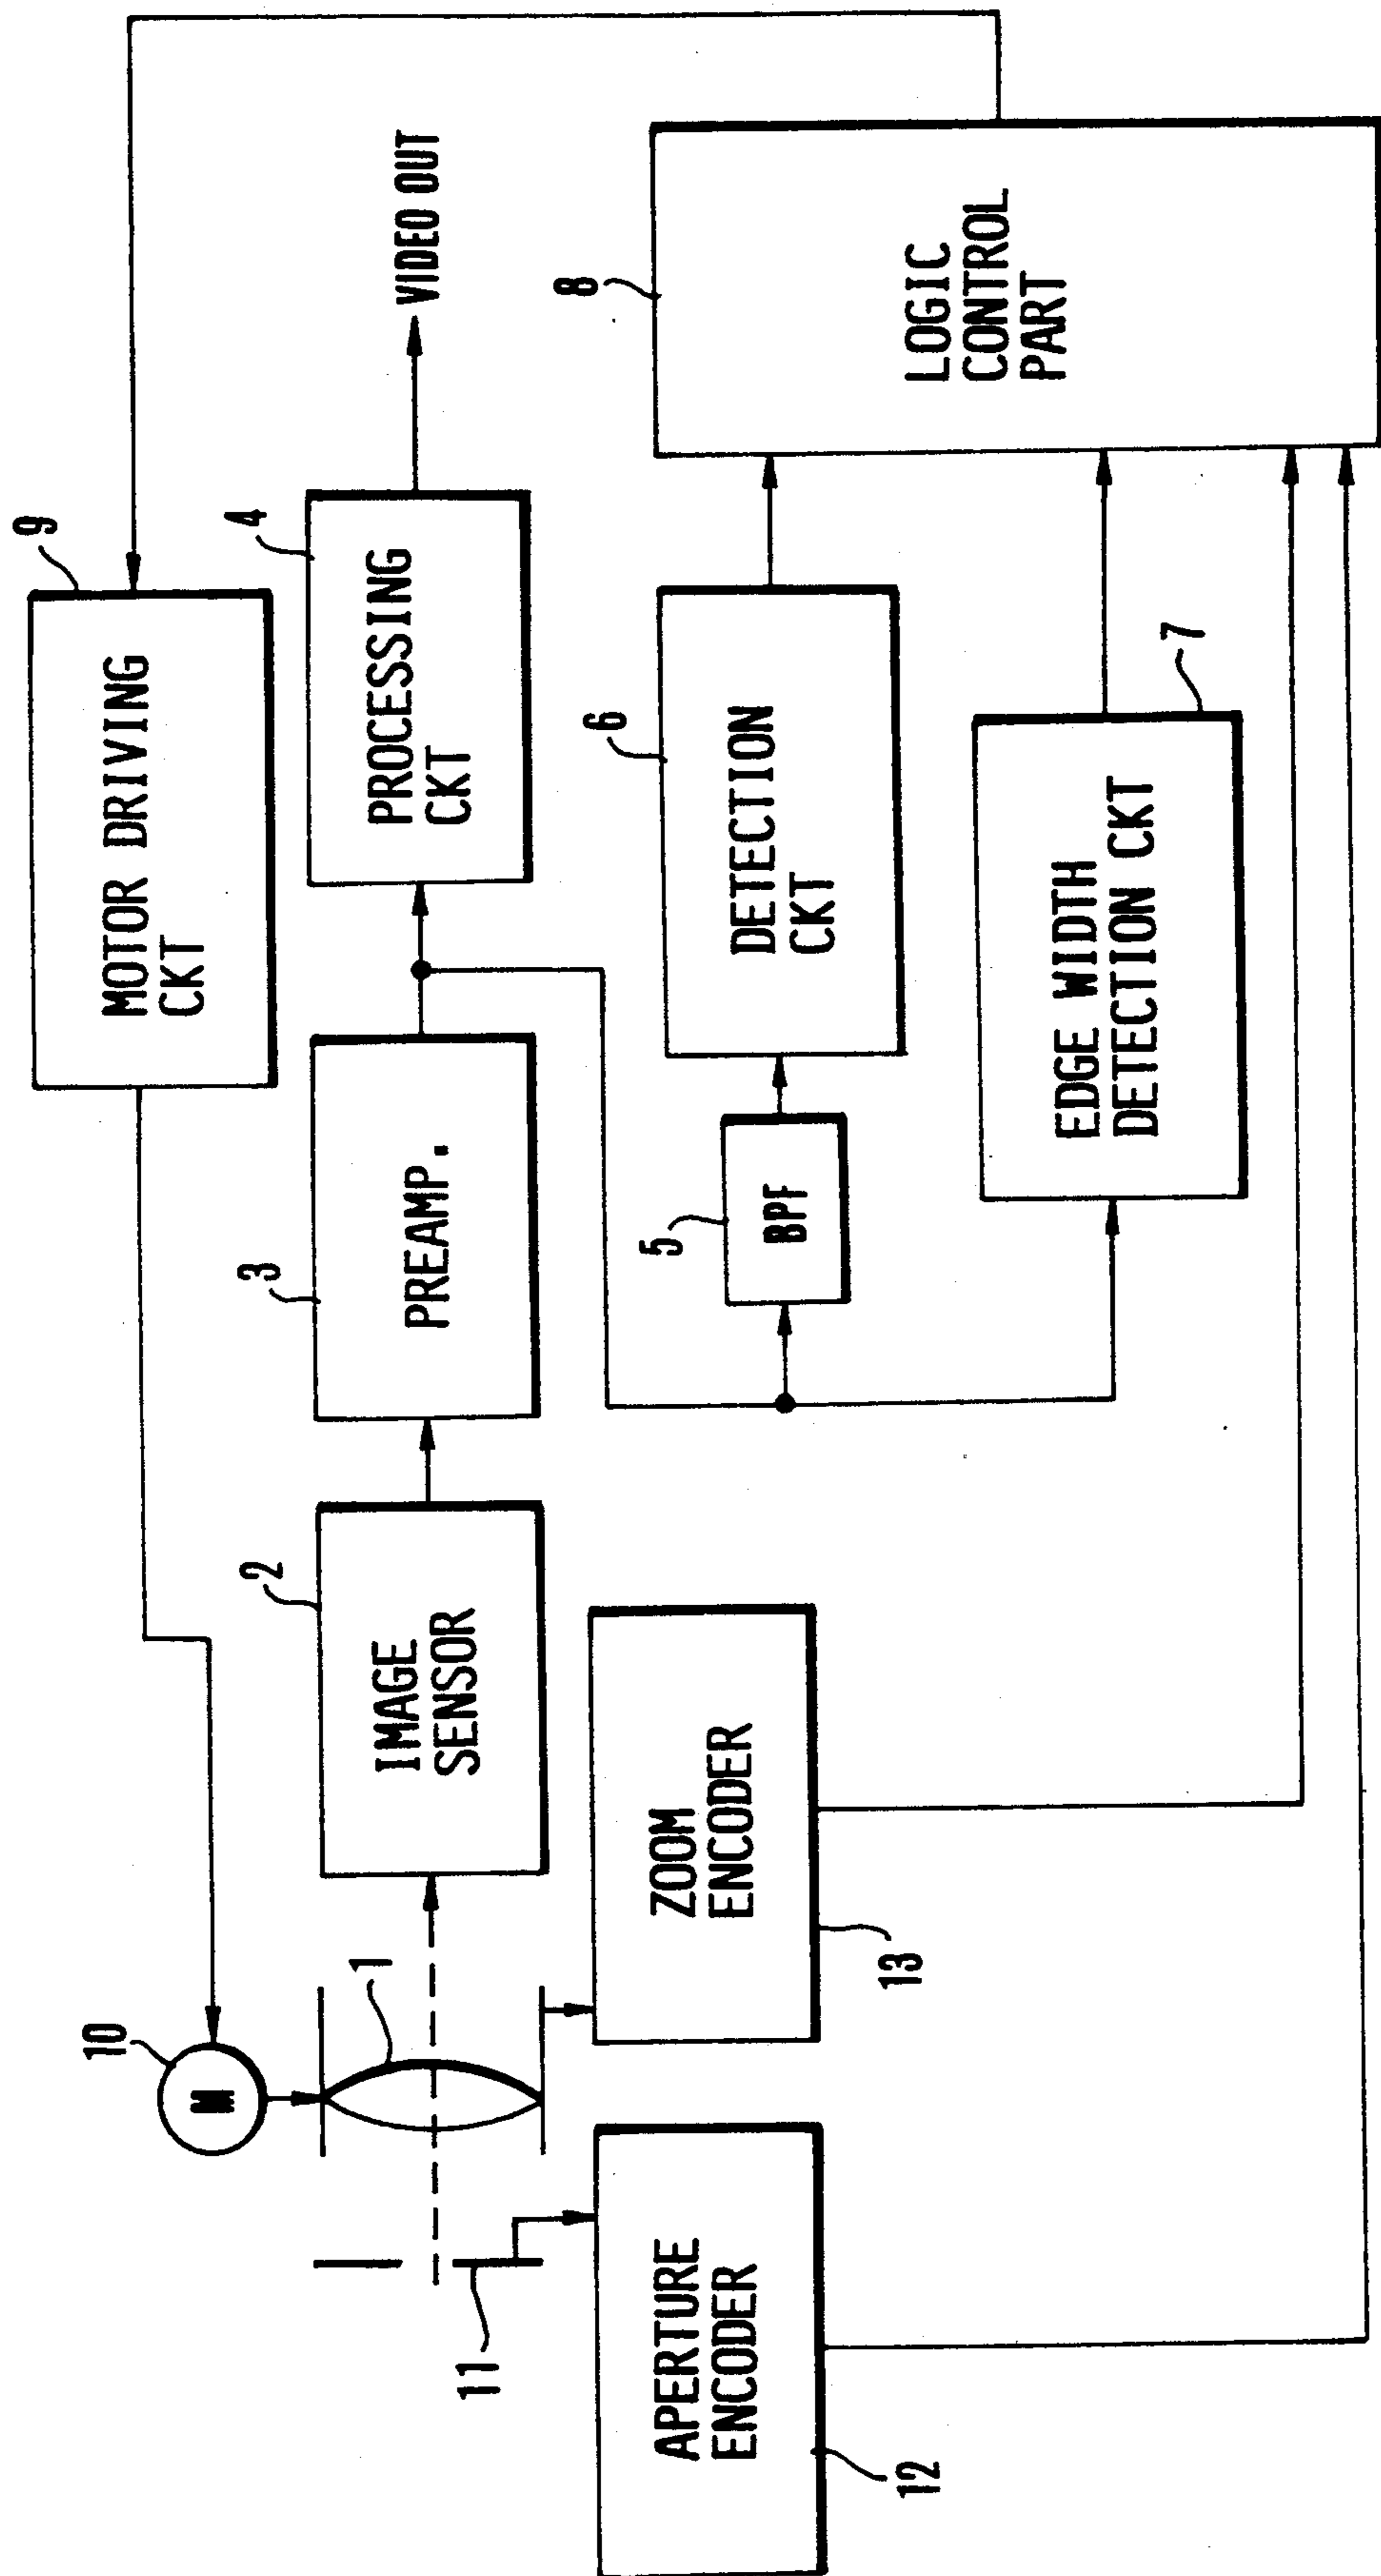 9
MOTOR DRIVING
CKT
10
M
1
2
IMAGE
SENSOR
3
PREAMP.
4
PROCESSING
CKT
VIDEO OUT
11
5
BPF
6
DETECTION
CKT
8
LOGIC
CONTROL
PART
APERTURE
ENCODER
12
ZOOM
ENCODER
13
EDGE WIDTH
DETECTION CKT
7